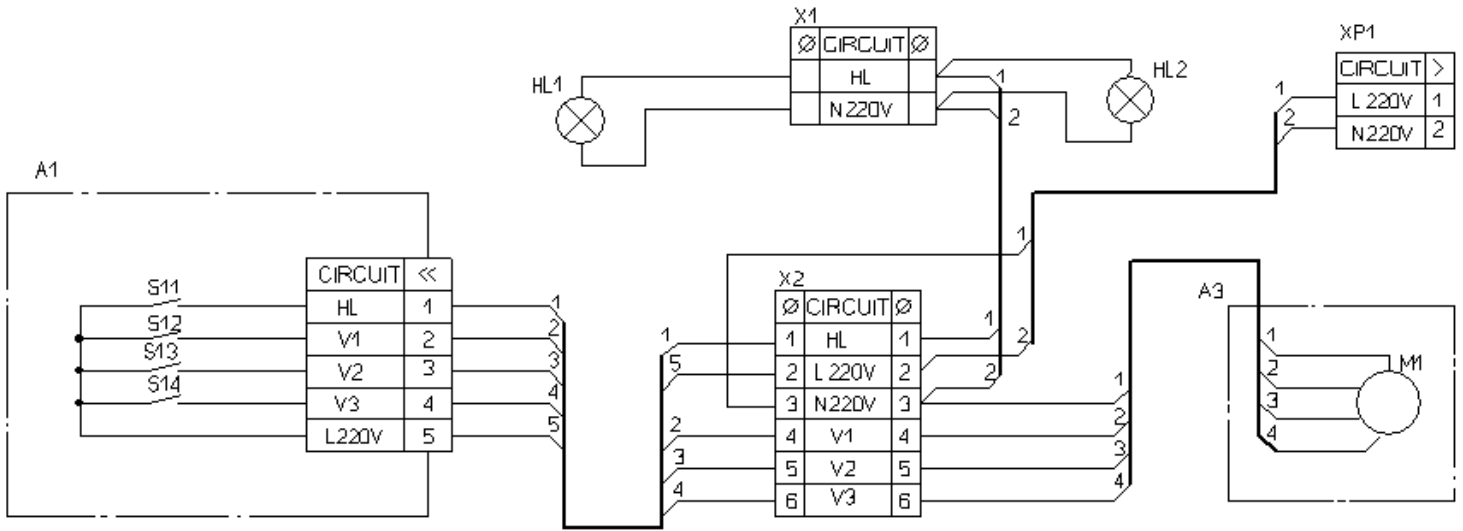 X1
Ø CIRCUIT Ø
HL
N220V
HL1
HL2
1
2
XP1
CIRCUIT >
L 220V 1
N220V 2
1
2
A1
CIRCUIT <<
S11
HL 1
S12
V1 2
S13
V2 3
S14
V3 4
L220V 5
1
2
3
4
5
1
5
2
3
4
X2
Ø CIRCUIT Ø
1 HL 1
2 L 220V 2
3 N220V 3
4 V1 4
5 V2 5
6 V3 6
1
1
2
2
1
2
3
4
A3
1
2
3
4
M1